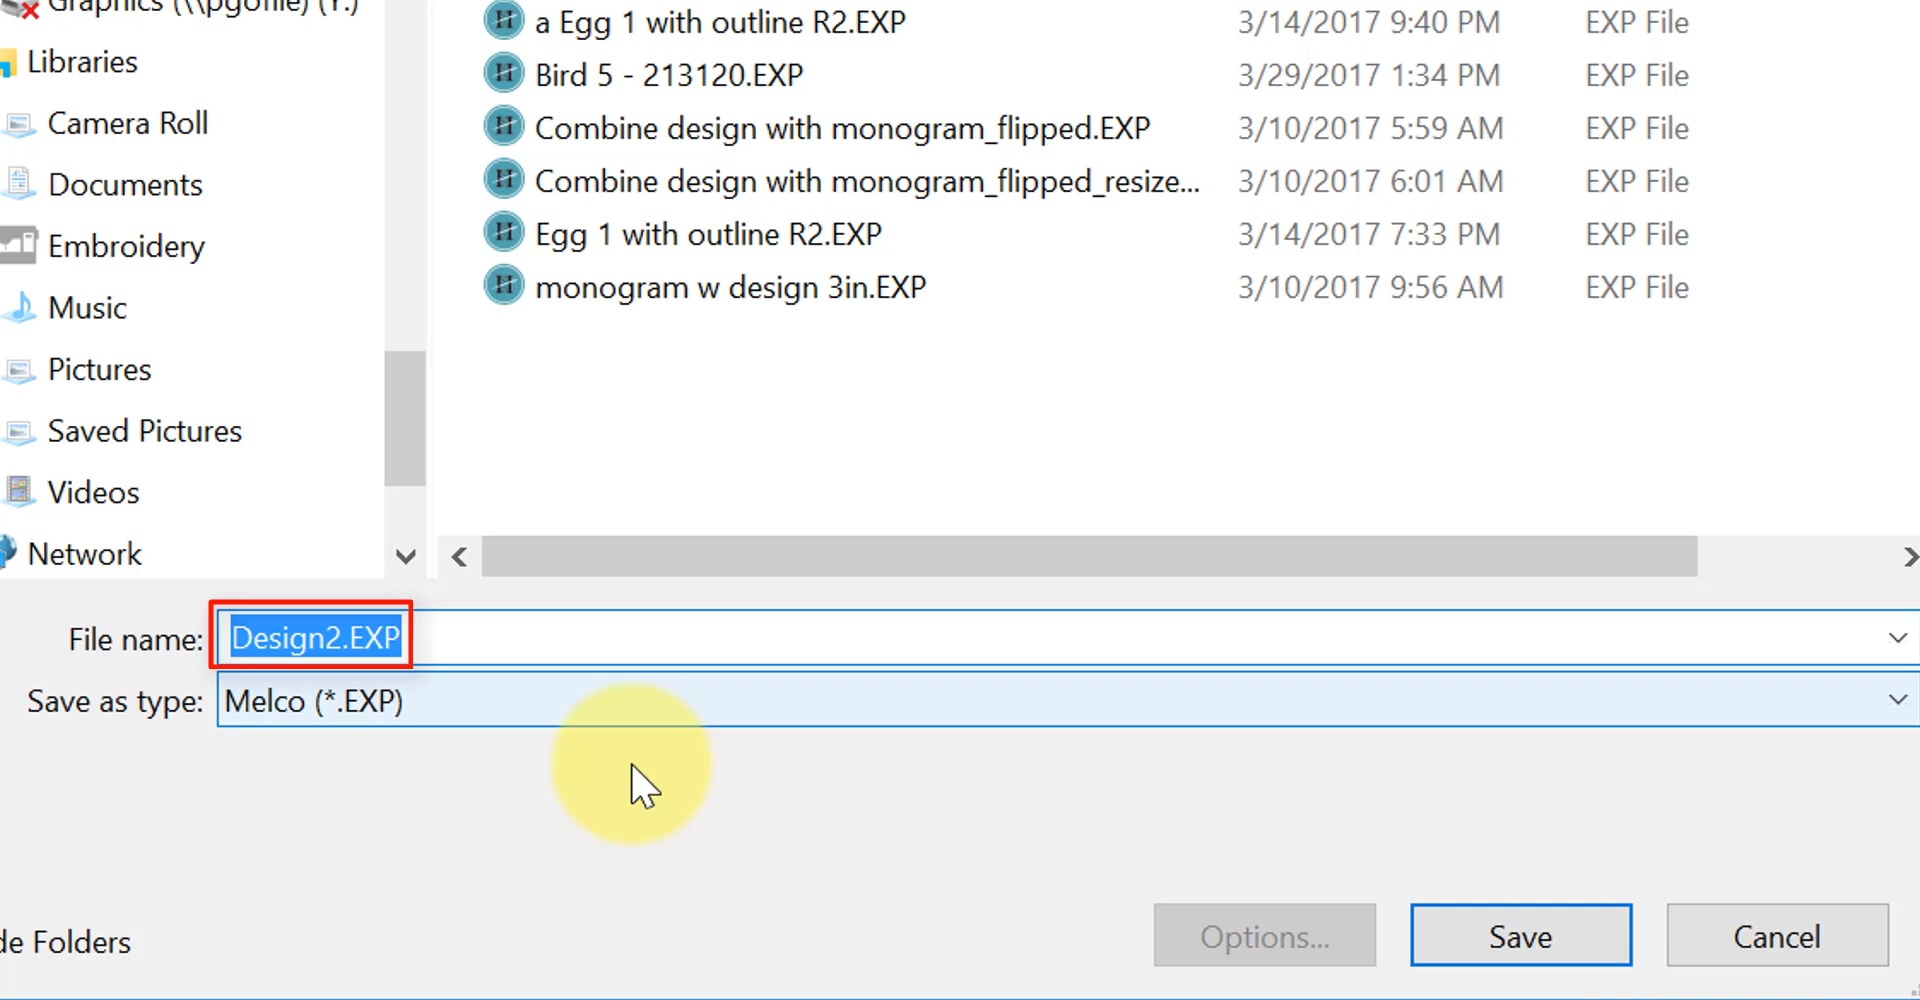 Graphics (\\pgofile) (Y:)
Libraries
Camera Roll
Documents
Embroidery
Music
Pictures
Saved Pictures
Videos
Network
a Egg 1 with outline R2.EXP 3/14/2017 9:40 PM EXP File
Bird 5 - 213120.EXP 3/29/2017 1:34 PM EXP File
Combine design with monogram_flipped.EXP 3/10/2017 5:59 AM EXP File
Combine design with monogram_flipped_resize... 3/10/2017 6:01 AM EXP File
Egg 1 with outline R2.EXP 3/14/2017 7:33 PM EXP File
monogram w design 3in.EXP 3/10/2017 9:56 AM EXP File
File name: Design2.EXP
Save as type: Melco (*.EXP)
de Folders
Options... Save Cancel